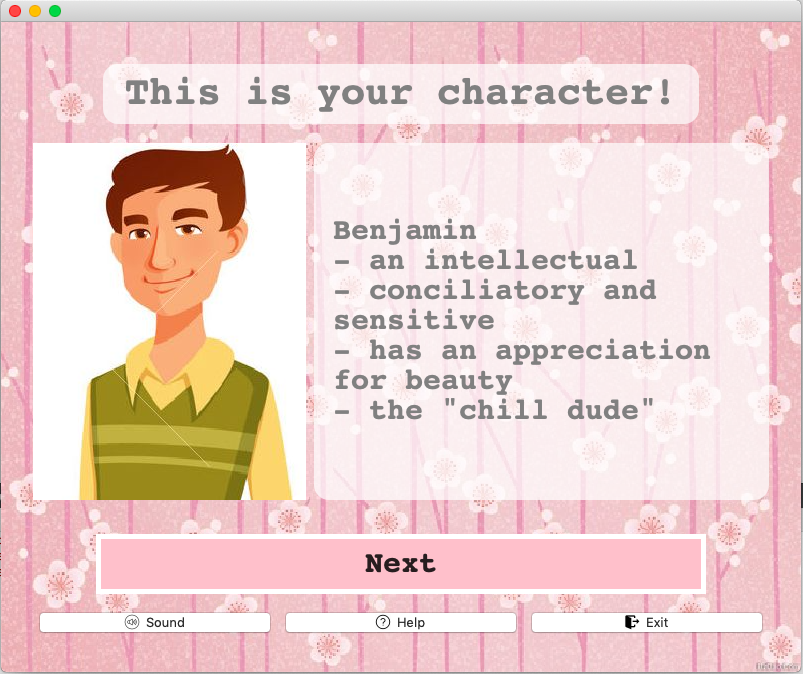 This is your character!
Benjamin
- an intellectual
- conciliatory and
sensitive
- has an appreciation
for beauty
- the "chill dude"
Next
Sound
Help
Exit